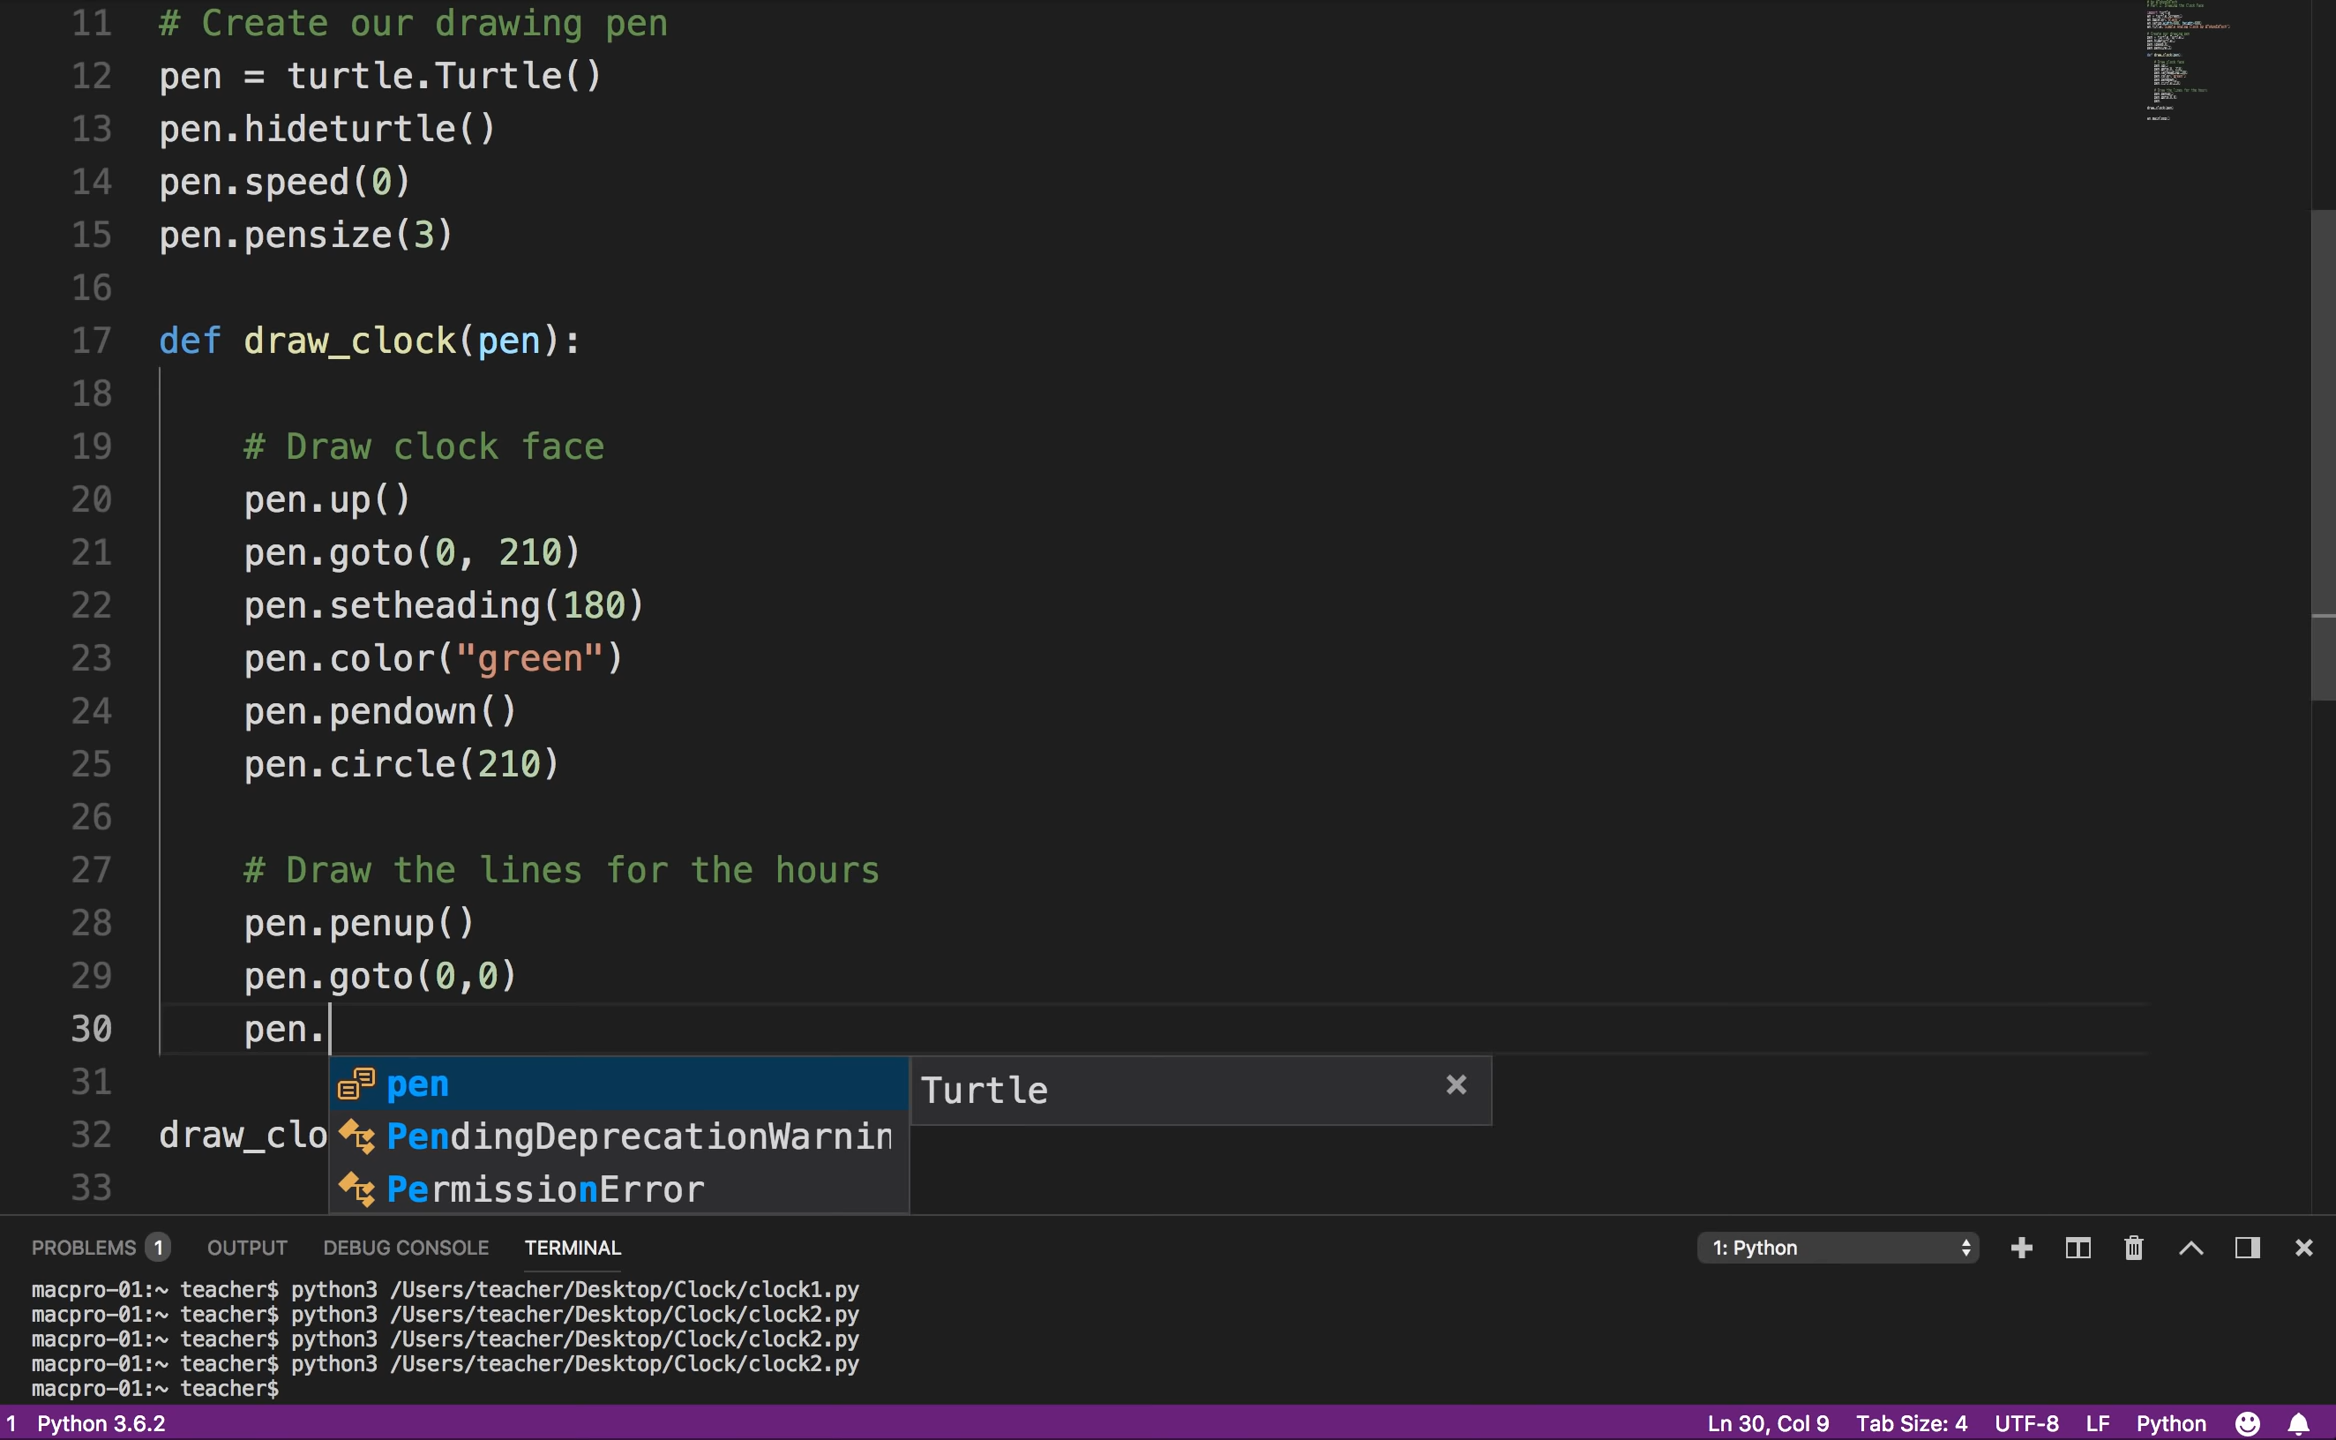 11 # Create our drawing pen
12 pen = turtle.Turtle()
13 pen.hideturtle()
14 pen.speed(0)
15 pen.pensize(3)
16
17 def draw_clock(pen):
18
19 # Draw clock face
20 pen.up()
21 pen.goto(0, 210)
22 pen.setheading(180)
23 pen.color("green")
24 pen.pendown()
25 pen.circle(210)
26
27 # Draw the lines for the hours
28 pen.penup()
29 pen.goto(0,0)
30 pen.
31 pen Turtle ×
32 draw_clo PendingDeprecationWarnin
33 PermissionError
PROBLEMS 1 OUTPUT DEBUG CONSOLE TERMINAL 1: Python
macpro-01:~ teacher$ python3 /Users/teacher/Desktop/Clock/clock1.py
macpro-01:~ teacher$ python3 /Users/teacher/Desktop/Clock/clock2.py
macpro-01:~ teacher$ python3 /Users/teacher/Desktop/Clock/clock2.py
macpro-01:~ teacher$ python3 /Users/teacher/Desktop/Clock/clock2.py
macpro-01:~ teacher$
1 Python 3.6.2 Ln 30, Col 9 Tab Size: 4 UTF-8 LF Python